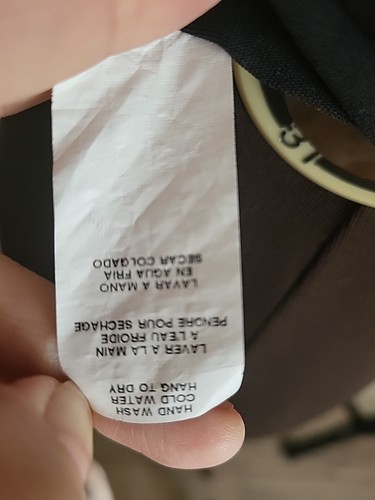 HAND WASH
COLD WATER
HANG TO DRY
LAVER A LA MAIN
A L'EAU FROIDE
PENDRE POUR SECHAGE
LAVAR A MANO
EN AGUA FRIA
SECAR COLGADO